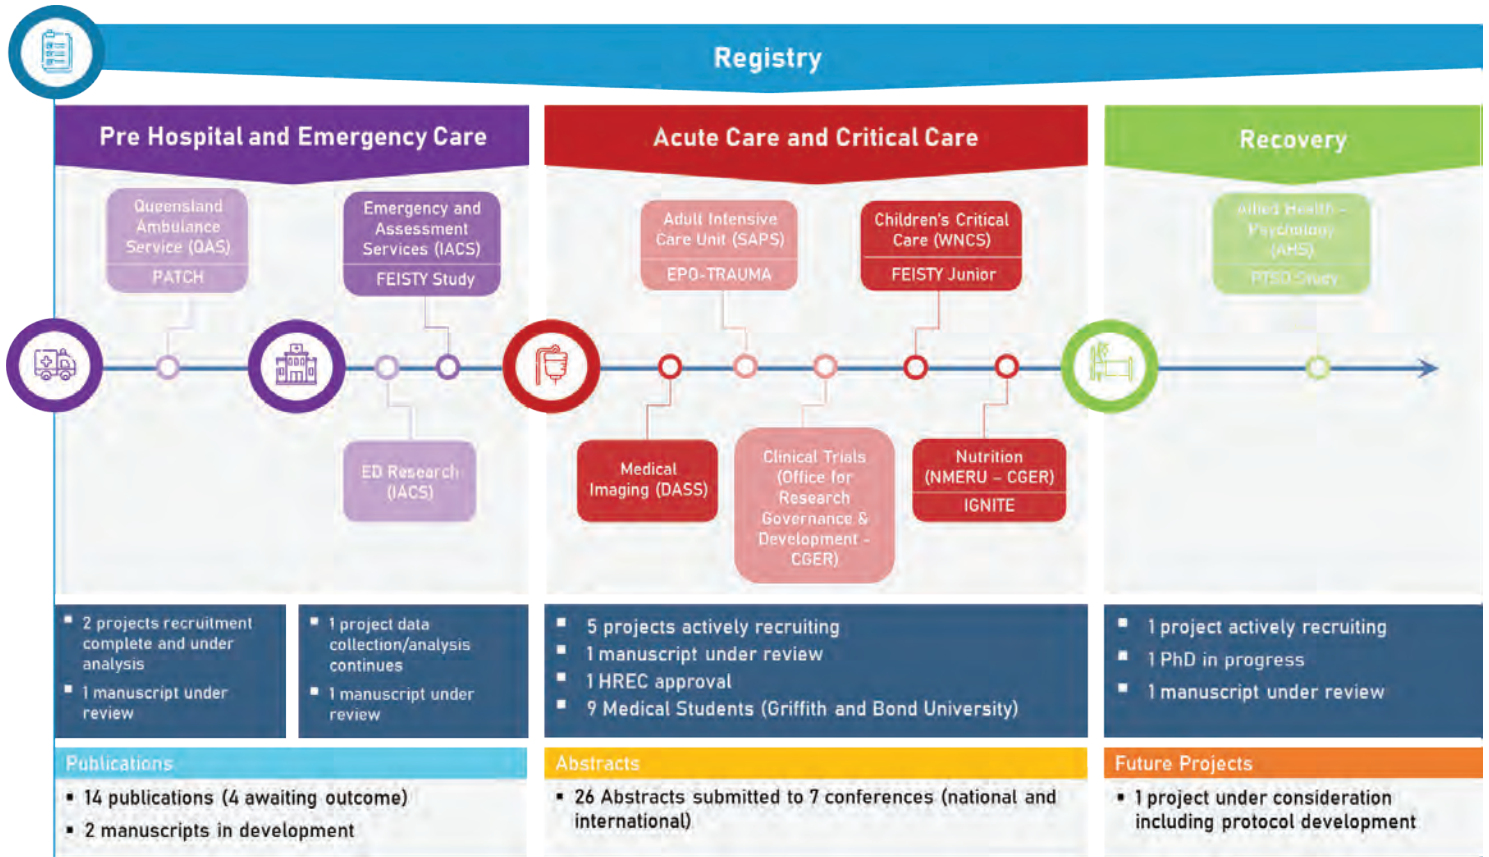 Registry
Pre Hospital and Emergency Care
Queensland
Ambulance
Service (QAS)
PATCH
Emergency and
Assessment
Services (IACS)
FEISTY Study
ED Research
(IACS)
Acute Care and Critical Care
Adult Intensive
Care Unit (SAPS)
EPO-TRAUMA
Children's Critical
Care (WNCS)
FEISTY Junior
Medical
Imaging (DASS)
Clinical Trials
(Office for
Research
Governance &
Development -
CGER)
Nutrition
(NMERU – CGER)
IGNITE
Recovery
Allied Health -
Psychology
(AHS)
PTSD Study
▪ 2 projects recruitment
complete and under
analysis
▪ 1 manuscript under
review
▪ 1 project data
collection/analysis
continues
▪ 1 manuscript under
review
▪ 5 projects actively recruiting
▪ 1 manuscript under review
▪ 1 HREC approval
▪ 9 Medical Students (Griffith and Bond University)
▪ 1 project actively recruiting
▪ 1 PhD in progress
▪ 1 manuscript under review
Publications
▪ 14 publications (4 awaiting outcome)
▪ 2 manuscripts in development
Abstracts
▪ 26 Abstracts submitted to 7 conferences (national and
international)
Future Projects
▪ 1 project under consideration
including protocol development